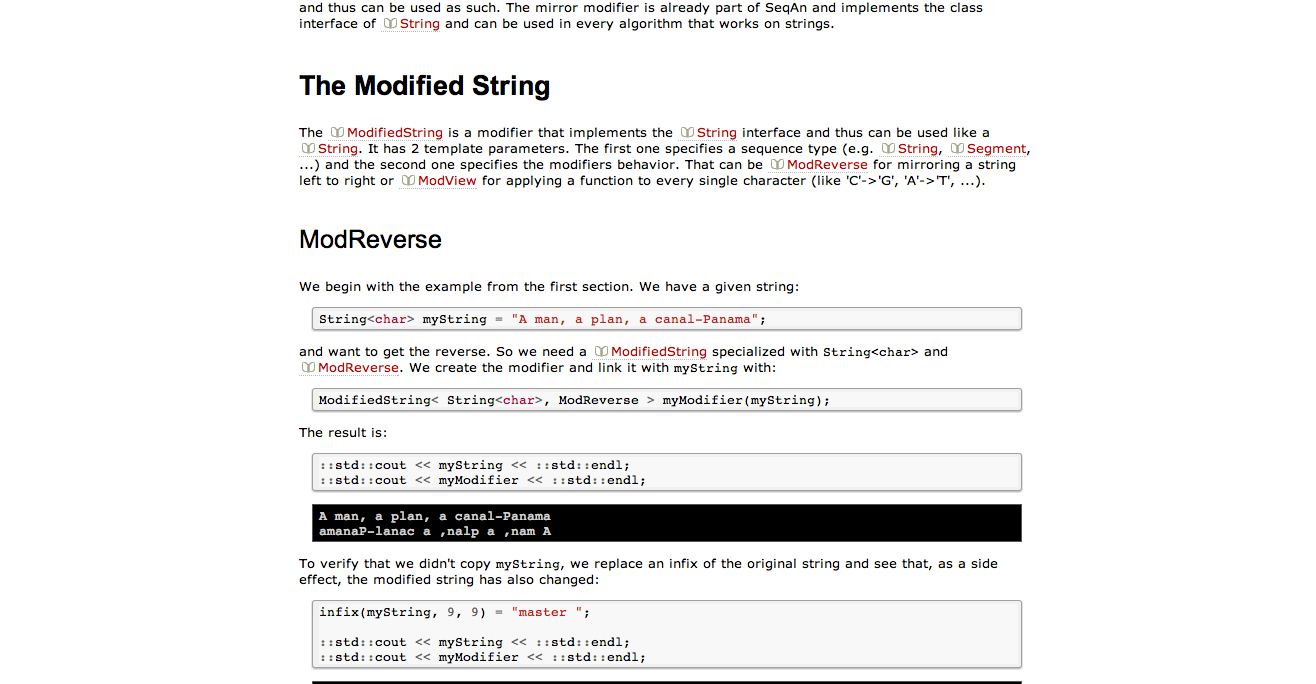 and thus can be used as such. The mirror modifier is already part of SeqAn and implements the class
interface of String and can be used in every algorithm that works on strings.
The Modified String
The ModifiedString is a modifier that implements the String interface and thus can be used like a
String. It has 2 template parameters. The first one specifies a sequence type (e.g. String, Segment,
...) and the second one specifies the modifiers behavior. That can be ModReverse for mirroring a string
left to right or ModView for applying a function to every single character (like 'C'->'G', 'A'->'T', ...).
ModReverse
We begin with the example from the first section. We have a given string:
String<char> myString = "A man, a plan, a canal-Panama";
and want to get the reverse. So we need a ModifiedString specialized with String<char> and
ModReverse. We create the modifier and link it with myString with:
ModifiedString< String<char>, ModReverse > myModifier(myString);
The result is:
::std::cout << myString << ::std::endl;
::std::cout << myModifier << ::std::endl;
A man, a plan, a canal-Panama
amanaP-lanac a ,nalp a ,nam A
To verify that we didn't copy myString, we replace an infix of the original string and see that, as a side
effect, the modified string has also changed:
infix(myString, 9, 9) = "master ";
::std::cout << myString << ::std::endl;
::std::cout << myModifier << ::std::endl;